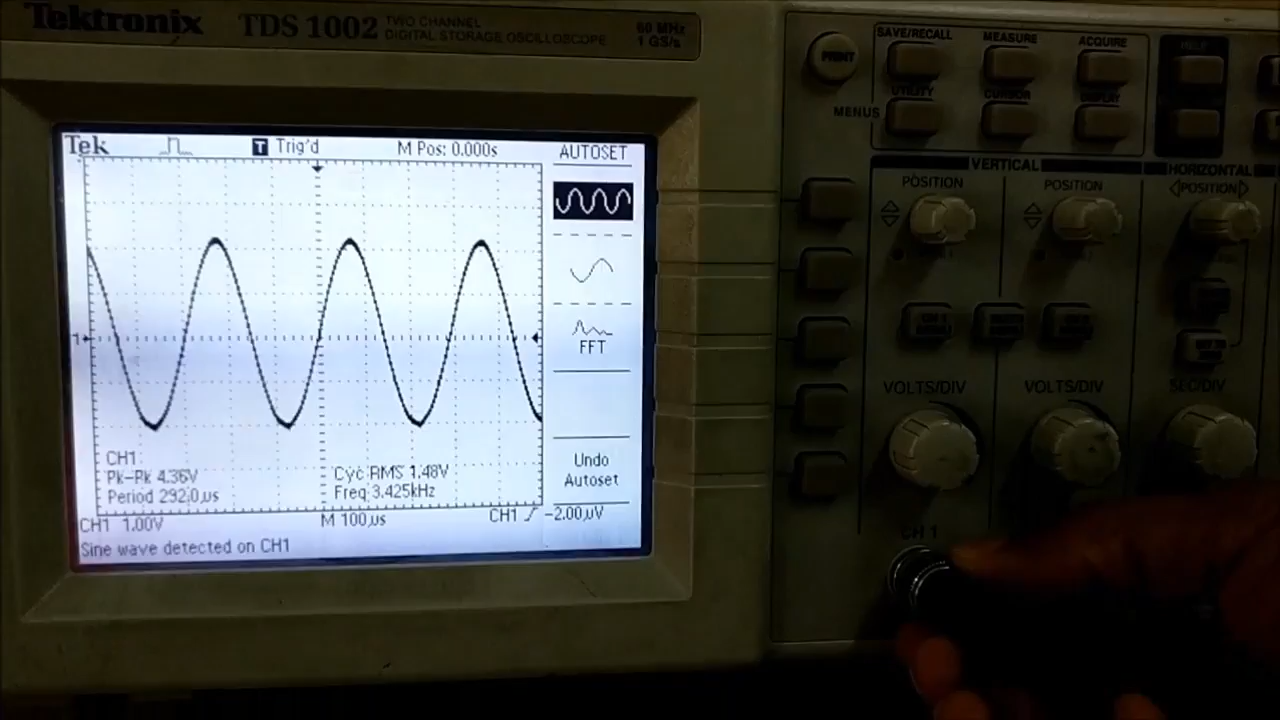 Tektronix TDS 1002 TWO CHANNEL DIGITAL STORAGE OSCILLOSCOPE
60 MHz
1 GS/s
PRINT
SAVE/RECALL MEASURE ACQUIRE
HELP
MENUS UTILITY CURSOR DISPLAY
Tek T Trig'd M Pos: 0.000s AUTOSET
1
FFT
Undo
Autoset
CH1
Pk-Pk 4.36V
Period 292.0µs
Cyc RMS 1.48V
Freq 3.425kHz
CH1 1.00V M 100µs CH1 -2.00µV
Sine wave detected on CH1
VERTICAL HORIZONTAL
POSITION POSITION POSITION
VOLTS/DIV VOLTS/DIV SEC/DIV
CH 1